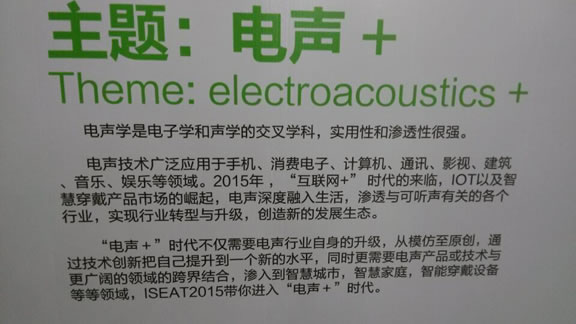 主题：电声 +
Theme: electroacoustics +
电声学是电子学和声学的交叉学科，实用性和渗透性很强。
电声技术广泛应用于手机、消费电子、计算机、通讯、影视、建筑
、音乐、娱乐等领域。2015年，“互联网+” 时代的来临，IOT以及智
慧穿戴产品市场的崛起，电声深度融入生活，渗透与可听声有关的各个
行业，实现行业转型与升级，创造新的发展生态。
“电声＋” 时代不仅需要电声行业自身的升级，从模仿至原创，通
过技术创新把自己提升到一个新的水平，同时更需要电声产品或技术与
更广阔的领域的跨界结合，渗入到智慧城市，智慧家庭，智能穿戴设备
等等领域，ISEAT2015带你进入 “电声＋” 时代。